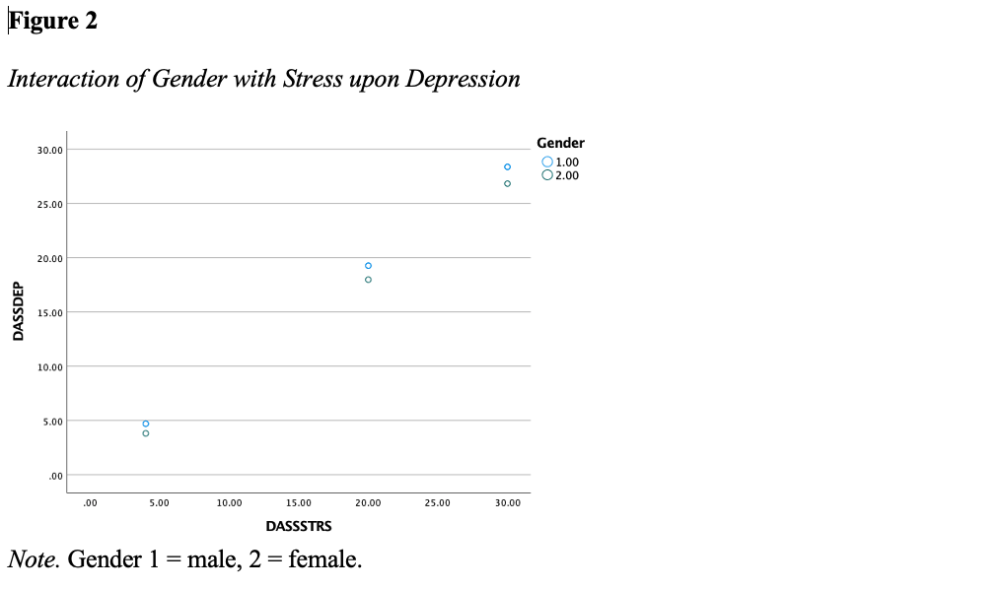 Figure 2
Interaction of Gender with Stress upon Depression
Gender
1.00
2.00
30.00
25.00
20.00
15.00
10.00
5.00
.00
DASSDEP
.00 5.00 10.00 15.00 20.00 25.00 30.00
DASSSTRS
Note. Gender 1 = male, 2 = female.